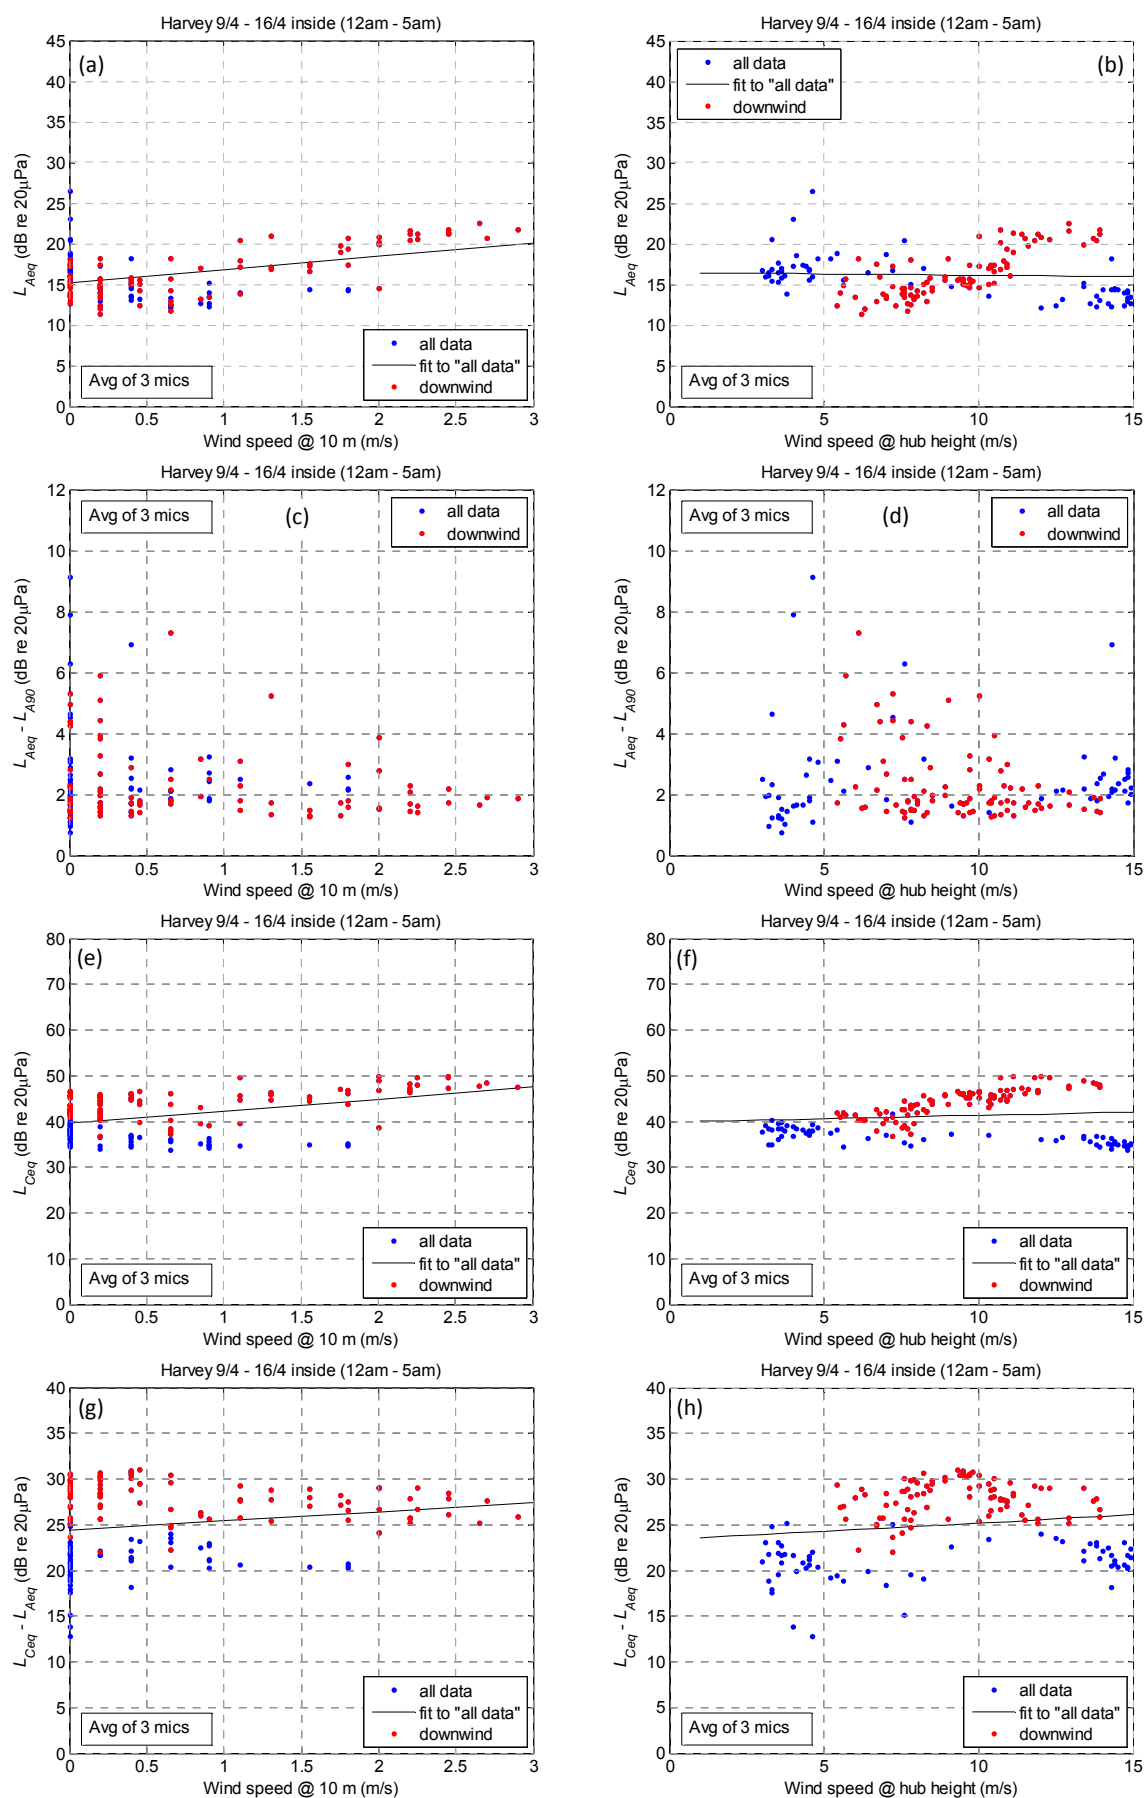 Harvey 9/4 - 16/4 inside (12am - 5am)
(a)
45
40
35
30
25
20
15
10
5
0
L_Aeq (dB re 20µPa)
all data
fit to "all data"
downwind
Avg of 3 mics
0 0.5 1 1.5 2 2.5 3
Wind speed @ 10 m (m/s)
Harvey 9/4 - 16/4 inside (12am - 5am)
(b)
all data
fit to "all data"
downwind
45
40
35
30
25
20
15
10
5
0
L_Aeq (dB re 20µPa)
Avg of 3 mics
0 5 10 15
Wind speed @ hub height (m/s)
Harvey 9/4 - 16/4 inside (12am - 5am)
Avg of 3 mics
(c)
all data
downwind
12
10
8
6
4
2
0
L_Aeq - L_A90 (dB re 20µPa)
0 0.5 1 1.5 2 2.5 3
Wind speed @ 10 m (m/s)
Harvey 9/4 - 16/4 inside (12am - 5am)
Avg of 3 mics
(d)
all data
downwind
12
10
8
6
4
2
0
L_Aeq - L_A90 (dB re 20µPa)
0 5 10 15
Wind speed @ hub height (m/s)
Harvey 9/4 - 16/4 inside (12am - 5am)
(e)
80
70
60
50
40
30
20
10
0
L_Ceq (dB re 20µPa)
all data
fit to "all data"
downwind
Avg of 3 mics
0 0.5 1 1.5 2 2.5 3
Wind speed @ 10 m (m/s)
Harvey 9/4 - 16/4 inside (12am - 5am)
(f)
80
70
60
50
40
30
20
10
0
L_Ceq (dB re 20µPa)
all data
fit to "all data"
downwind
Avg of 3 mics
0 5 10 15
Wind speed @ hub height (m/s)
Harvey 9/4 - 16/4 inside (12am - 5am)
(g)
40
35
30
25
20
15
10
5
0
L_Ceq - L_Aeq (dB re 20µPa)
all data
fit to "all data"
downwind
Avg of 3 mics
0 0.5 1 1.5 2 2.5 3
Wind speed @ 10 m (m/s)
Harvey 9/4 - 16/4 inside (12am - 5am)
(h)
40
35
30
25
20
15
10
5
0
L_Ceq - L_Aeq (dB re 20µPa)
all data
fit to "all data"
downwind
Avg of 3 mics
0 5 10 15
Wind speed @ hub height (m/s)